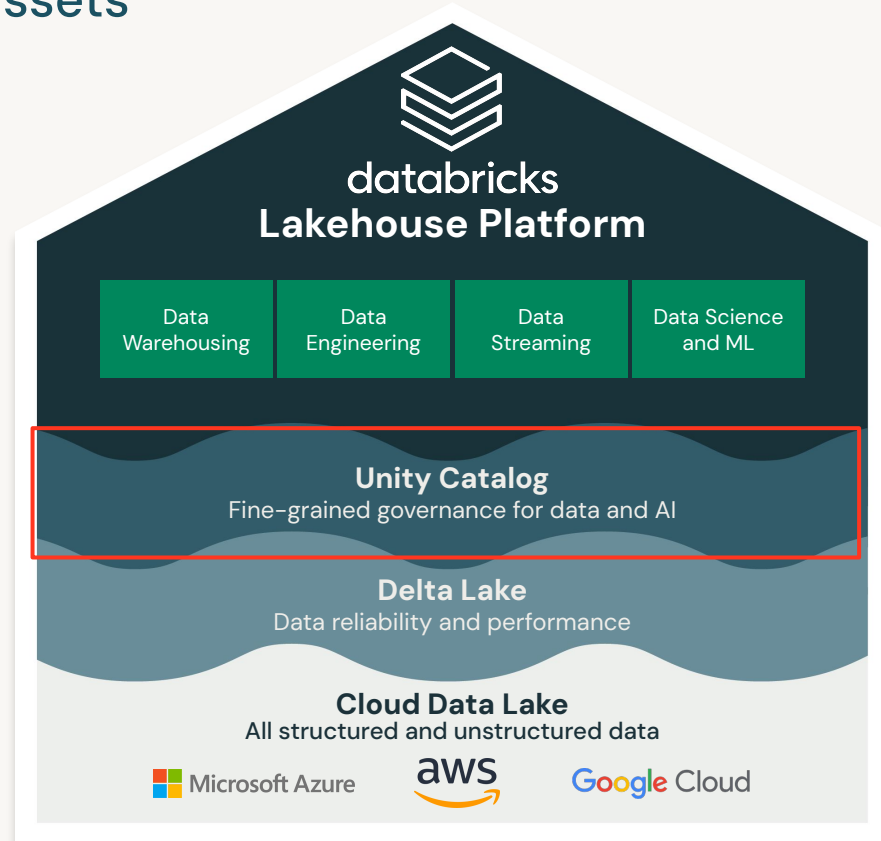 ssets
databricks
Lakehouse Platform
Data
Warehousing
Data
Engineering
Data
Streaming
Data Science
and ML
Unity Catalog
Fine-grained governance for data and AI
Delta Lake
Data reliability and performance
Cloud Data Lake
All structured and unstructured data
Microsoft Azure
aws
Google Cloud